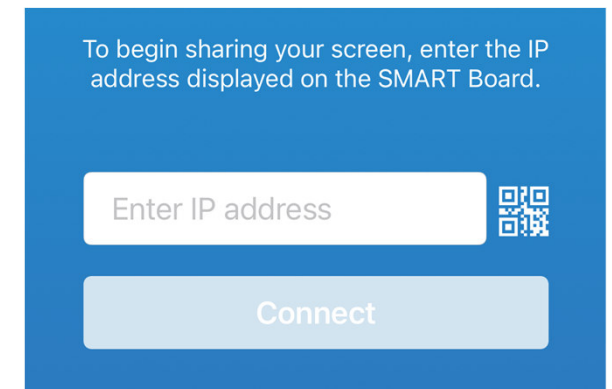 To begin sharing your screen, enter the IP
address displayed on the SMART Board.
Enter IP address
Connect